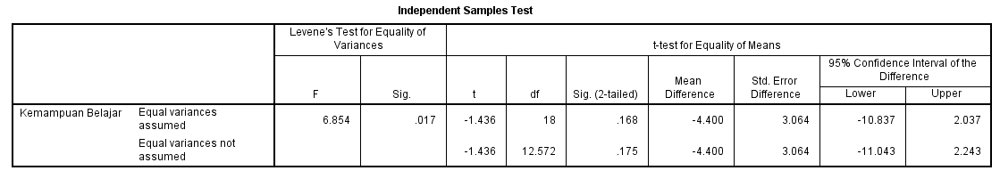 Independent Samples Test
Levene's Test for Equality of Variances
t-test for Equality of Means
F
Sig.
t
df
Sig. (2-tailed)
Mean Difference
Std. Error Difference
95% Confidence Interval of the Difference
Lower
Upper
Kemampuan Belajar
Equal variances assumed
6.854 .017 -1.436 18 .168 -4.400 3.064 -10.837 2.037
Equal variances not assumed
-1.436 12.572 .175 -4.400 3.064 -11.043 2.243